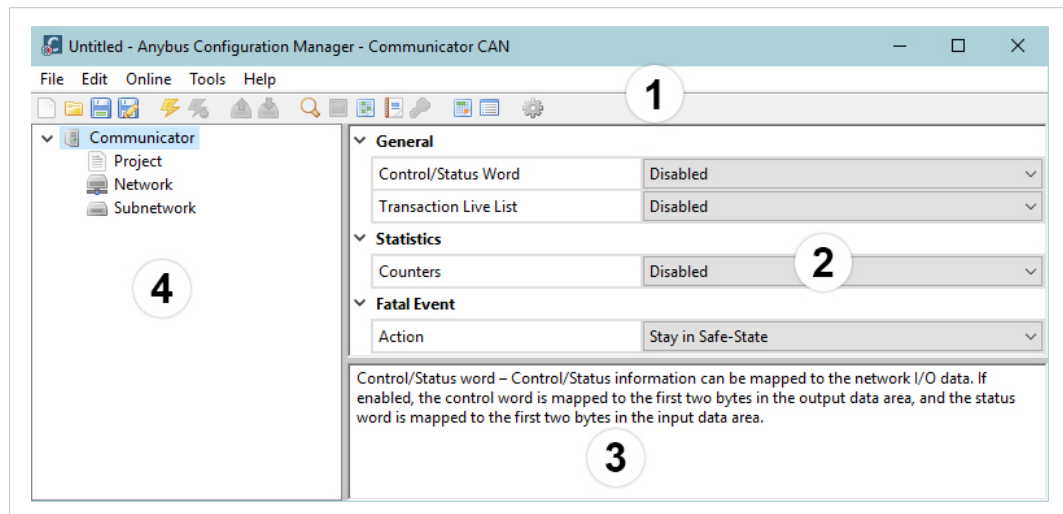 Untitled - Anybus Configuration Manager - Communicator CAN
File Edit Online Tools Help
1
Communicator
Project
Network
Subnetwork
4
General
Control/Status Word Disabled
Transaction Live List Disabled
Statistics
Counters Disabled
2
Fatal Event
Action Stay in Safe-State
Control/Status word – Control/Status information can be mapped to the network I/O data. If
enabled, the control word is mapped to the first two bytes in the output data area, and the status
word is mapped to the first two bytes in the input data area.
3